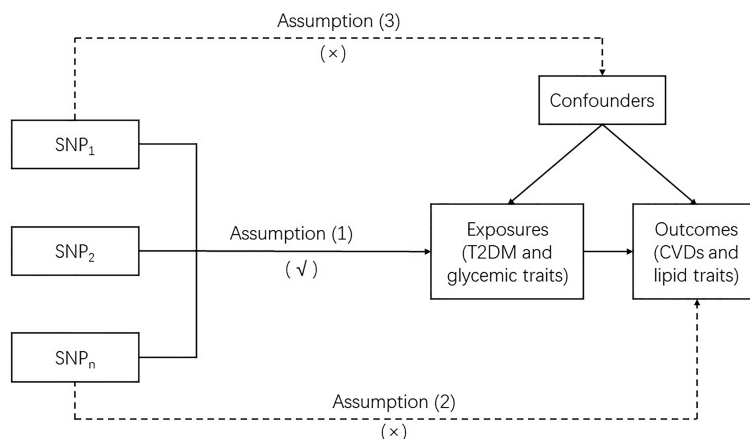 Assumption (3)
(×)
Confounders
SNP₁
SNP₂
Assumption (1)
(√)
Exposures
(T2DM and
glycemic traits)
Outcomes
(CVDs and
lipid traits)
SNPₙ
Assumption (2)
(×)